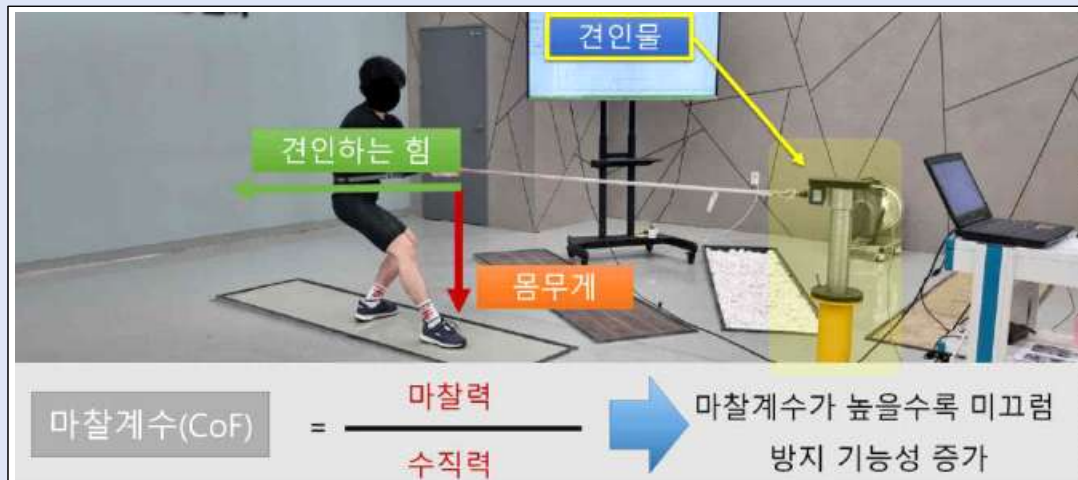 견인물
견인하는 힘
몸무게
마찰력
마찰계수(CoF)
=
수직력
마찰계수가 높을수록 미끄럼
방지 기능성 증가